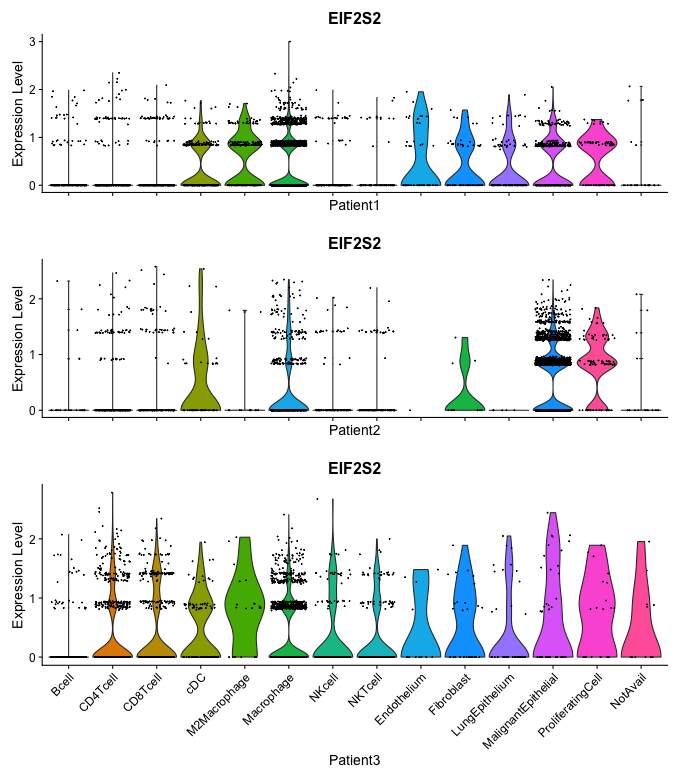 EIF2S2
Expression Level
3
2
1
0
Patient1
EIF2S2
Expression Level
2
1
0
Patient2
EIF2S2
Expression Level
2
1
0
Bcell
CD4Tcell
CD8Tcell
cDC
M2Macrophage
Macrophage
NKcell
NKTcell
Endothelium
Fibroblast
LungEpithelium
MalignantEpithelial
ProliferatingCell
NotAvail
Patient3